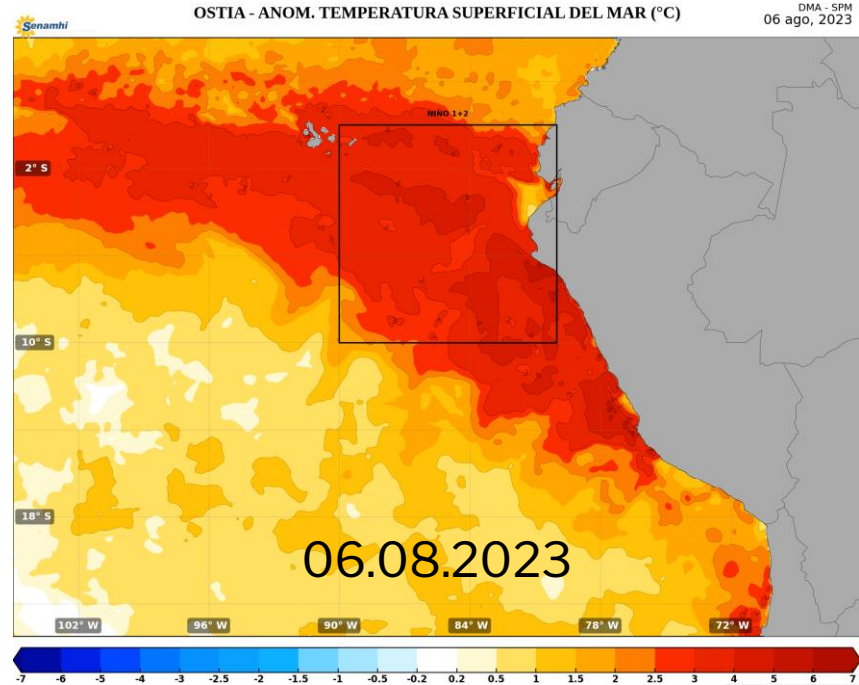 Senamhi
OSTIA - ANOM. TEMPERATURA SUPERFICIAL DEL MAR (°C)
DMA - SPM
06 ago, 2023
NIÑO 1+2
2° S
10° S
18° S
06.08.2023
102° W 96° W 90° W 84° W 78° W 72° W
-7 -6 -5 -4 -3 -2.5 -2 -1.5 -1 -0.5 -0.2 0.2 0.5 1 1.5 2 2.5 3 4 5 6 7